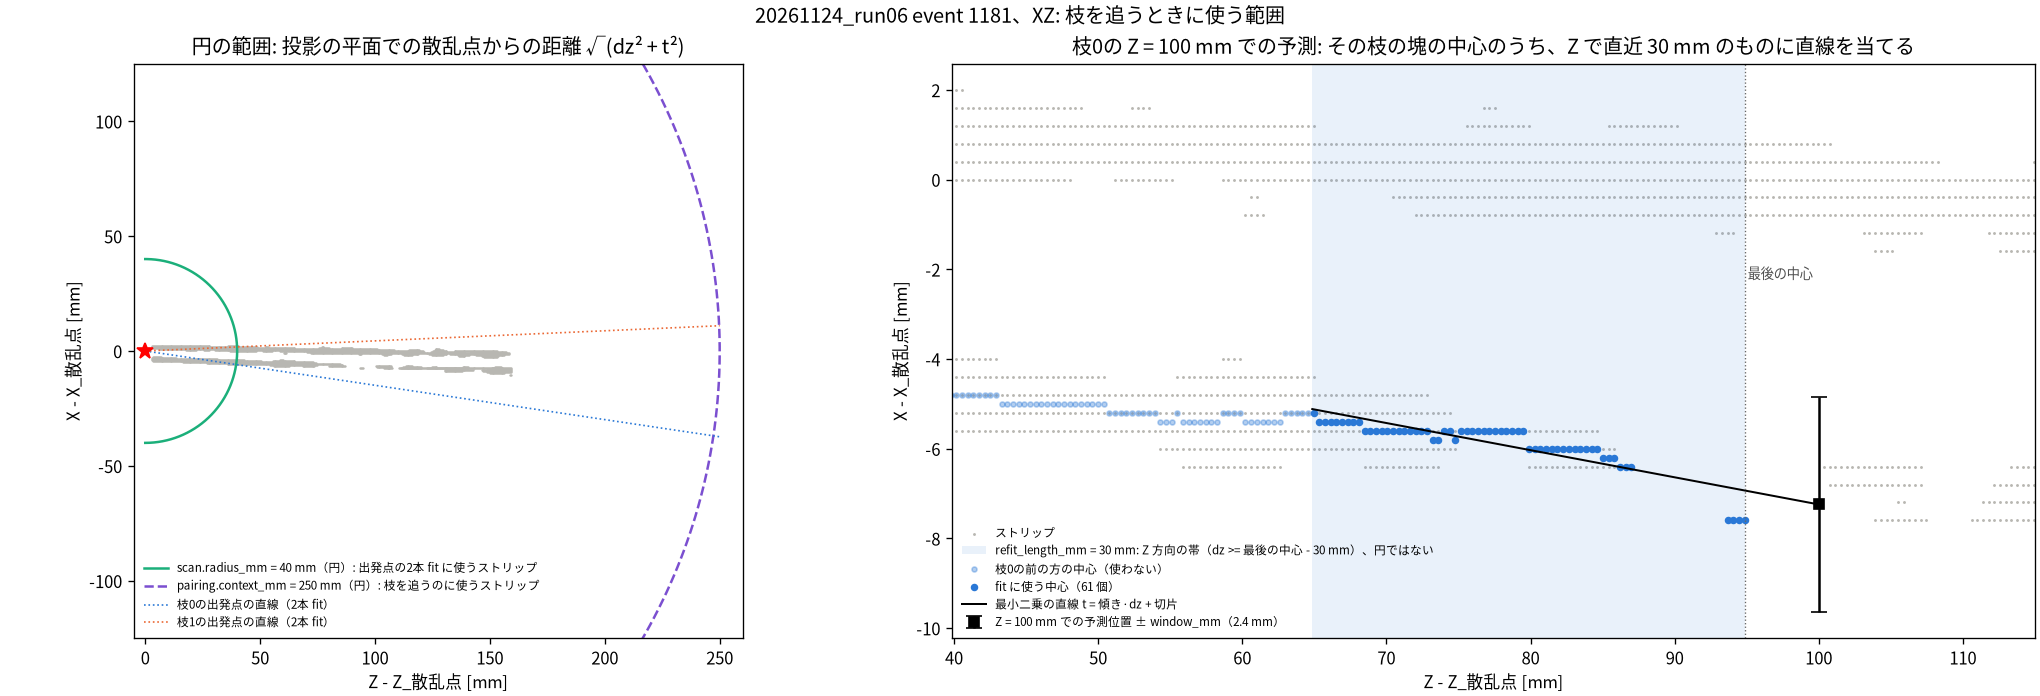 20261124_run06 event 1181、XZ: 枝を追うときに使う範囲
円の範囲: 投影の平面での散乱点からの距離 √(dz² + t²)
100
50
0
-50
-100
X - X_散乱点 [mm]
scan.radius_mm = 40 mm（円）: 出発点の2本 fit に使うストリップ
pairing.context_mm = 250 mm（円）: 枝を追うのに使うストリップ
枝0の出発点の直線（2本 fit）
枝1の出発点の直線（2本 fit）
0 50 100 150 200 250
Z - Z_散乱点 [mm]
枝0の Z = 100 mm での予測: その枝の塊の中心のうち、Z で直近 30 mm のものに直線を当てる
2
0
-2
-4
-6
-8
-10
X - X_散乱点 [mm]
最後の中心
ストリップ
refit_length_mm = 30 mm: Z 方向の帯（dz >= 最後の中心 - 30 mm）、円ではない
枝0の前の方の中心（使わない）
fit に使う中心（61 個）
最小二乗の直線 t = 傾き · dz + 切片
Z = 100 mm での予測位置 ± window_mm（2.4 mm）
40 50 60 70 80 90 100 110
Z - Z_散乱点 [mm]